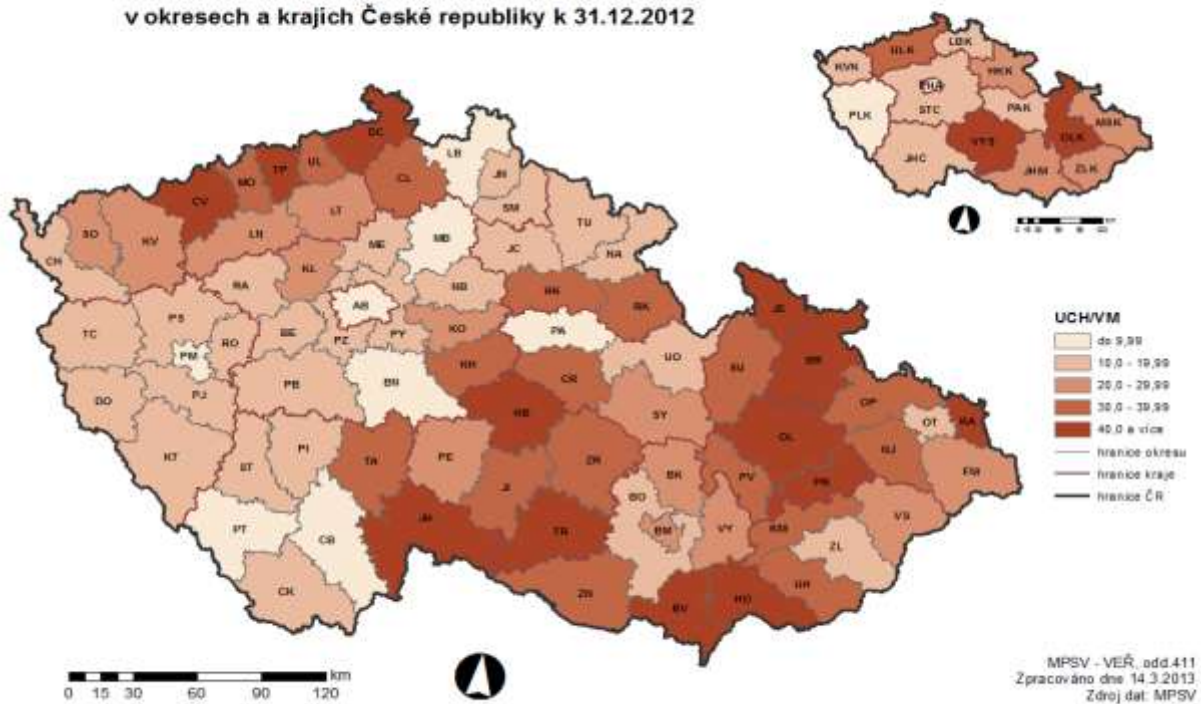 v okresech a krajích České republiky k 31.12.2012
ULK
LBK
KVK
HKK
PHA
STC
PAK
PLK
MSK
OLK
VYS
JHC
JHM
ZLK
DC
LB
UL
TP
MO
JN
CL
CV
SM
LT
SO
KV
TU
LN
ME
MB
JC
CH
NA
KL
RA
NB
HK
RK
AB
JE
PS
KO
PA
TC
RO
BE
PZ
PY
UO
PM
SU
BR
KH
CR
PB
BN
PJ
DO
HB
OP
SY
OT
KA
OL
KT
PI
ST
TA
PE
ZR
NJ
FM
BK
PV
PR
JI
BO
VS
PT
JH
TR
BM
VY
CB
KM
ZL
CK
ZN
UH
BV
HO
UCH/VM
do 9,99
10,0 - 19,99
20,0 - 29,99
30,0 - 39,99
40,0 a více
hranice okresu
hranice kraje
hranice ČR
km
0 15 30 60 90 120
MPSV - VEŘ, odd.411
Zpracováno dne 14.3.2013
Zdroj dat: MPSV